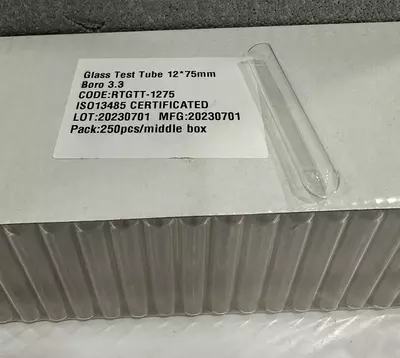 Glass Test Tube 12*75mm
Boro 3.3
CODE:RTGTT-1275
ISO13485 CERTIFICATED
LOT:20230701 MFG:20230701
Pack:250pcs/middle box